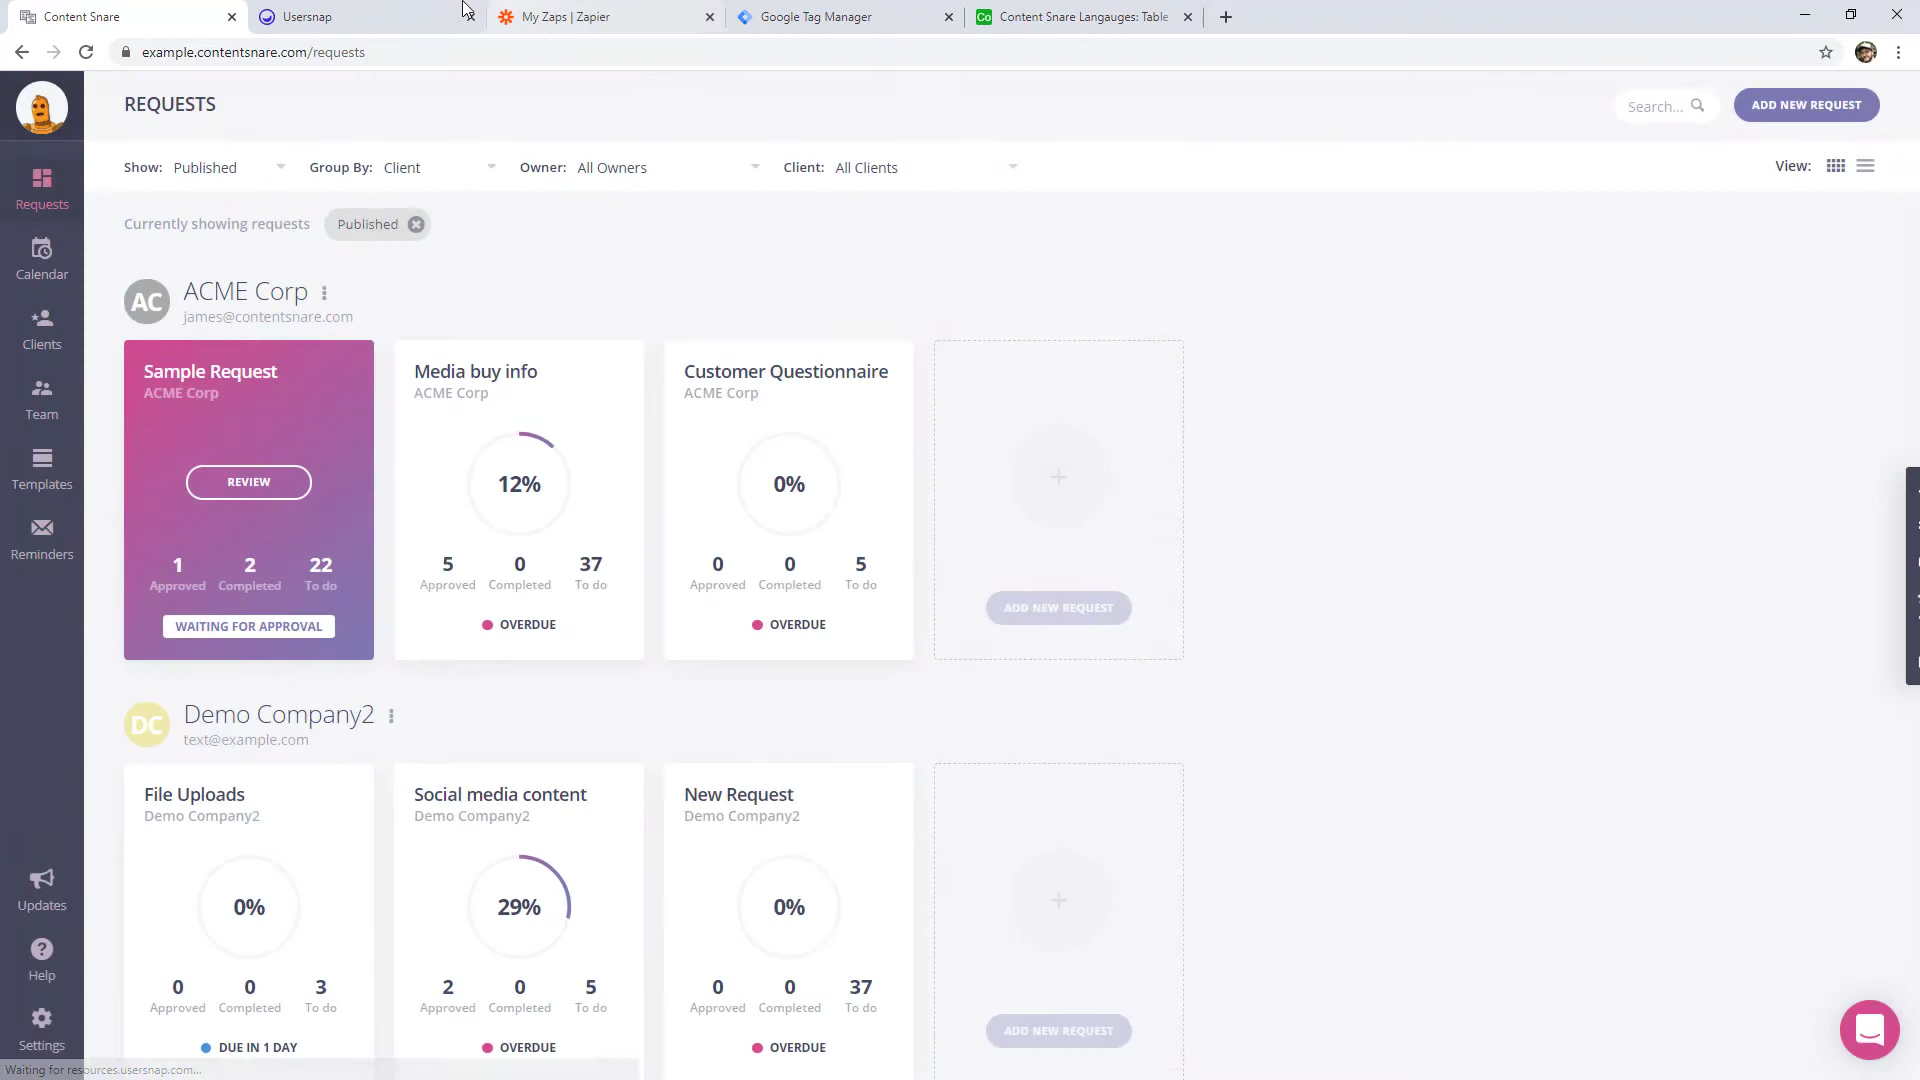 Content Snare
Usersnap
My Zaps | Zapier
Google Tag Manager
Co
Content Snare Langauges: Table
example.contentsnare.com/requests
REQUESTS
Search...
ADD NEW REQUEST
Show: Published
Group By: Client
Owner: All Owners
Client: All Clients
View:
Currently showing requests
Published
Requests
Calendar
Clients
Team
Templates
Reminders
Updates
Help
Settings
AC
ACME Corp
james@contentsnare.com
Sample Request
ACME Corp
REVIEW
1 2 22
Approved Completed To do
WAITING FOR APPROVAL
Media buy info
ACME Corp
12%
5 0 37
Approved Completed To do
OVERDUE
Customer Questionnaire
ACME Corp
0%
0 0 5
Approved Completed To do
OVERDUE
+
ADD NEW REQUEST
DC
Demo Company2
text@example.com
File Uploads
Demo Company2
0%
0 0 3
Approved Completed To do
DUE IN 1 DAY
Social media content
Demo Company2
29%
2 0 5
Approved Completed To do
OVERDUE
New Request
Demo Company2
0%
0 0 37
Approved Completed To do
OVERDUE
+
ADD NEW REQUEST
Waiting for resources.usersnap.com...